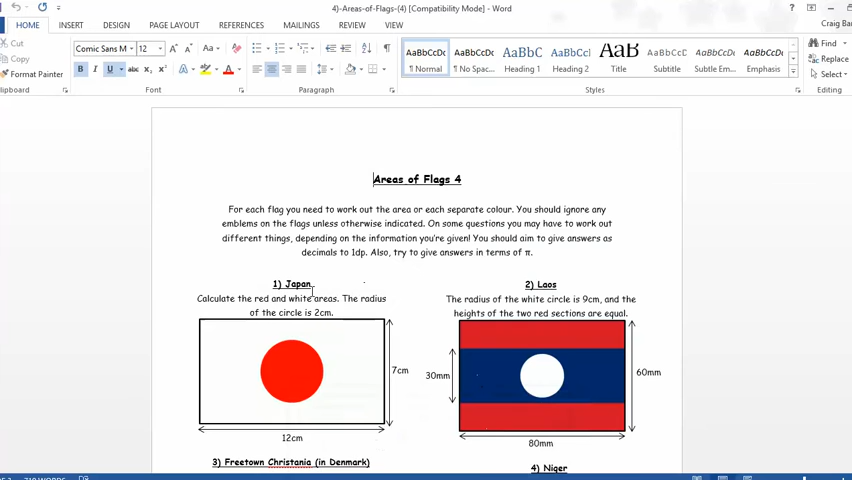 4)-Areas-of-Flags-(4) [Compatibility Mode] - Word
HOME INSERT DESIGN PAGE LAYOUT REFERENCES MAILINGS REVIEW VIEW
Craig Bar
Cut
Copy
Format Painter
Comic Sans M 12
Font
Paragraph
AaBbCcDc AaBbCcDc AaBbC AaBbCcl AaB AaBbCcD AaBbCcDc AaBbCcDc
¶ Normal ¶ No Spac... Heading 1 Heading 2 Title Subtitle Subtle Em... Emphasis
Styles
Find
Replace
Select
Editing
Areas of Flags 4
For each flag you need to work out the area or each separate colour. You should ignore any
emblems on the flags unless otherwise indicated. On some questions you may have to work out
different things, depending on the information you're given! You should aim to give answers as
decimals to 1dp. Also, try to give answers in terms of π.
1) Japan
Calculate the red and white areas. The radius
of the circle is 2cm.
7cm
12cm
2) Laos
The radius of the white circle is 9cm, and the
heights of the two red sections are equal.
30mm
60mm
80mm
3) Freetown Christania (in Denmark)
4) Niger